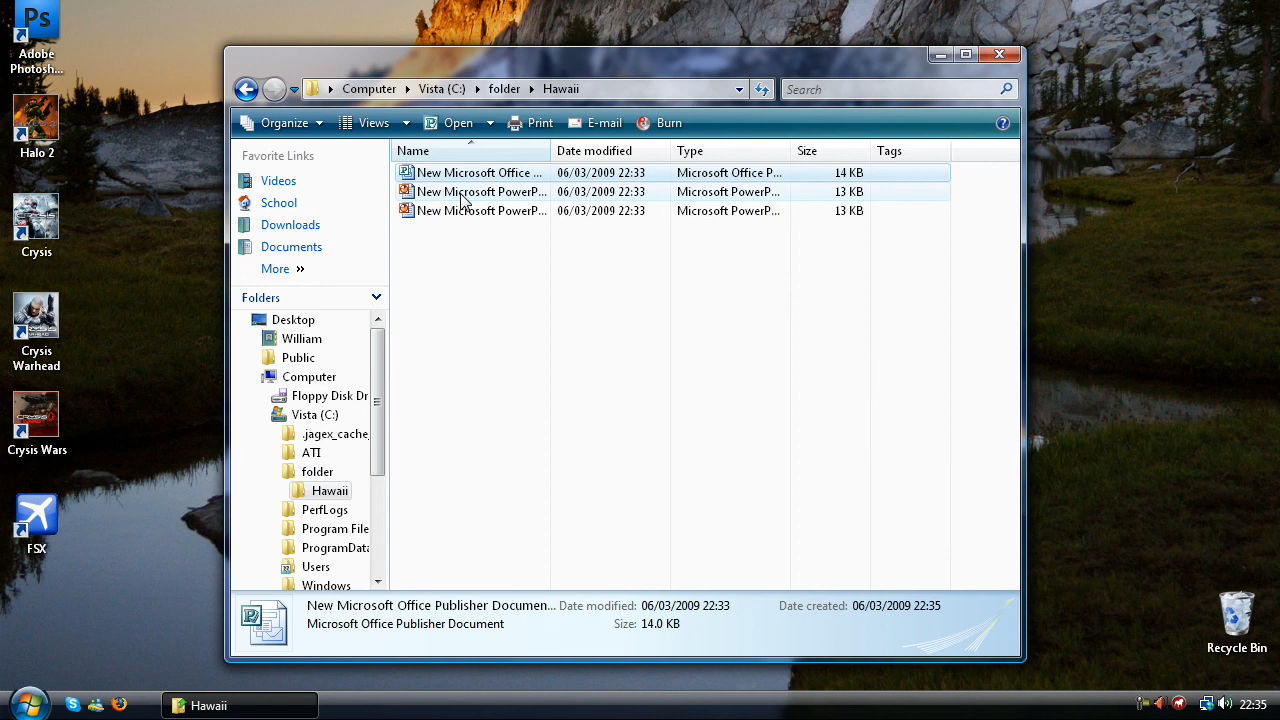 Ps
Adobe
Photosh...
Halo 2
Crysis
Crysis
Warhead
Crysis Wars
FSX
Computer Vista (C:) folder Hawaii
Search
Organize Views Open Print E-mail Burn
Favorite Links
Videos
School
Downloads
Documents
More »
Folders
Desktop
William
Public
Computer
Floppy Disk Dr
Vista (C:)
.jagex_cache_
ATI
folder
Hawaii
PerfLogs
Program File
ProgramData
Users
Windows
Name Date modified Type Size Tags
New Microsoft Office ... 06/03/2009 22:33 Microsoft Office P... 14 KB
New Microsoft PowerP... 06/03/2009 22:33 Microsoft PowerP... 13 KB
New Microsoft PowerP... 06/03/2009 22:33 Microsoft PowerP... 13 KB
New Microsoft Office Publisher Documen... Date modified: 06/03/2009 22:33 Date created: 06/03/2009 22:35
Microsoft Office Publisher Document Size: 14.0 KB
Recycle Bin
Hawaii
22:35